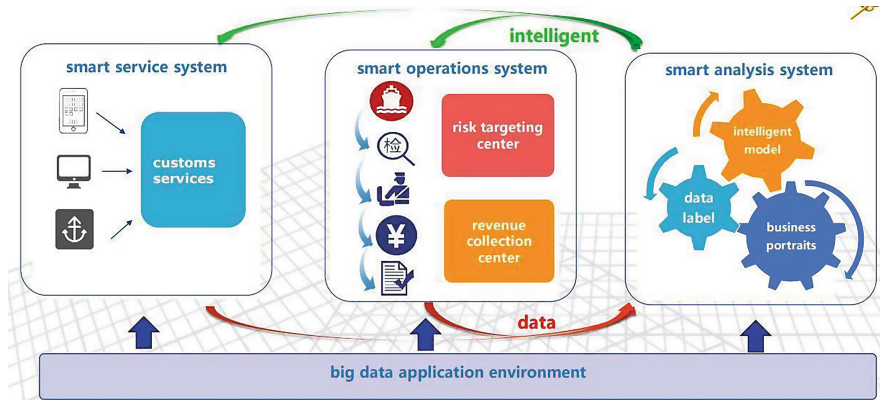 intelligent
smart service system
customs
services
smart operations system
检
¥
risk targeting
center
revenue
collection
center
smart analysis system
intelligent
model
data
label
business
portraits
data
big data application environment